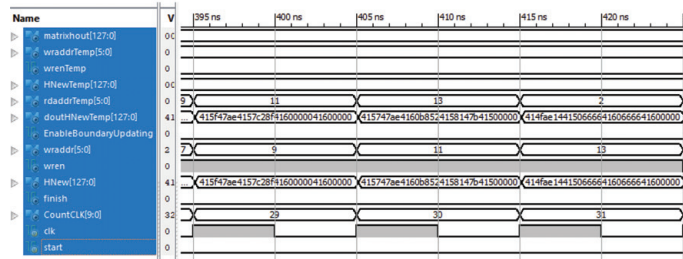 Name V 395 ns 400 ns 405 ns 410 ns 415 ns 420 ns
matrixhout[127:0] 00
wraddrTemp[5:0] 0
wrenTemp 0
HNewTemp[127:0] 00
rdaddrTemp[5:0] 0 9 11 13 2
doutHNewTemp[127:0] 41 ... 415f47ae4157c28f4160000041600000 415747ae4160b8524158147b41500000 414fae14415066664160666641600000
EnableBoundaryUpdating 0
wraddr[5:0] 2 7 9 11 13
wren 0
HNew[127:0] 41 ... 415f47ae4157c28f4160000041600000 415747ae4160b8524158147b41500000 414fae14415066664160666641600000
finish 0
CountCLK[9:0] 32 29 30 31
clk 0
start 0